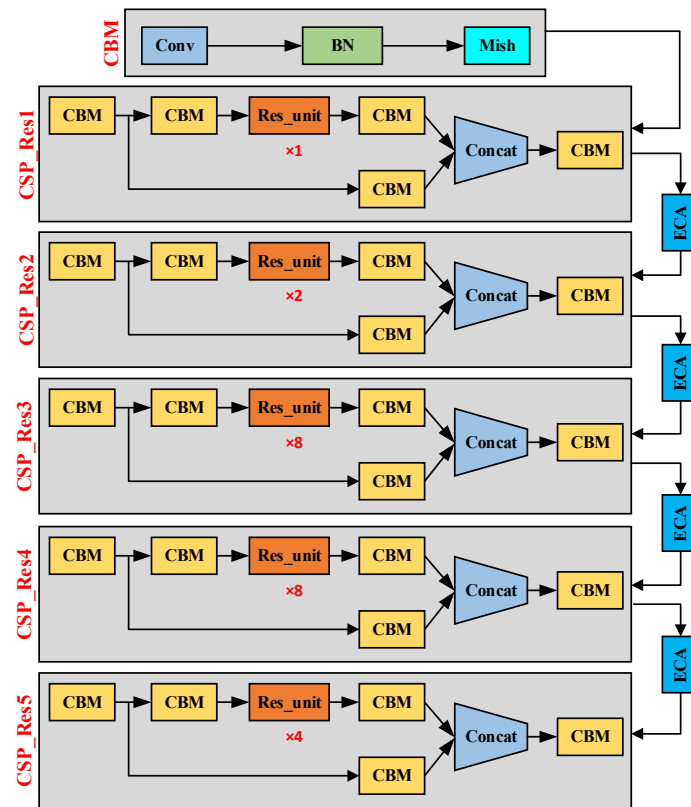 CBM
Conv
BN
Mish
CSP_Res1
CBM
CBM
Res_unit
CBM
×1
CBM
Concat
CBM
ECA
CSP_Res2
CBM
CBM
Res_unit
CBM
×2
CBM
Concat
CBM
ECA
CSP_Res3
CBM
CBM
Res_unit
CBM
×8
CBM
Concat
CBM
ECA
CSP_Res4
CBM
CBM
Res_unit
CBM
×8
CBM
Concat
CBM
ECA
CSP_Res5
CBM
CBM
Res_unit
CBM
×4
CBM
Concat
CBM